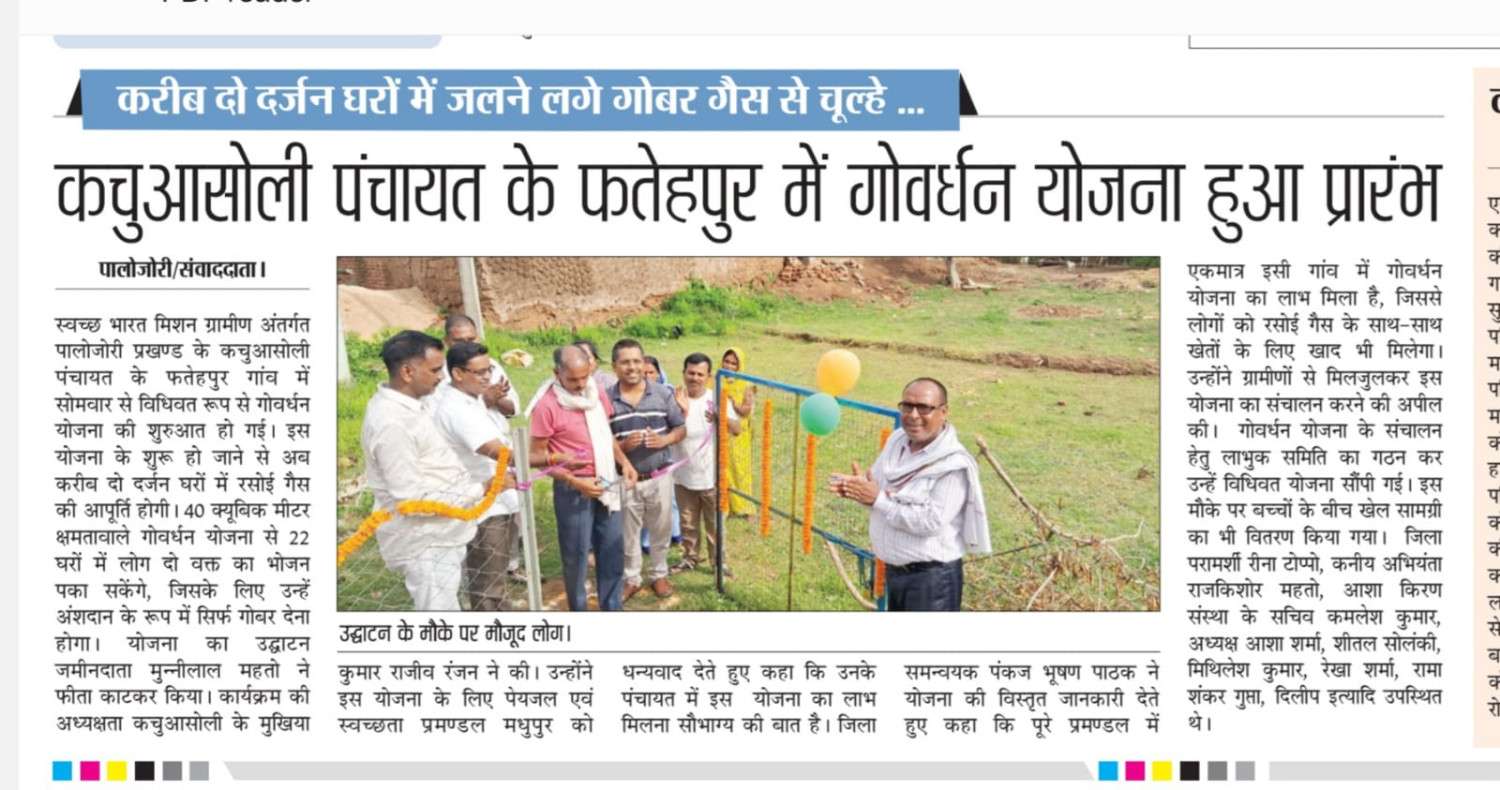 करीब दो दर्जन घरों में जलने लगे गोबर गैस से चूल्हे ...
कचुआसोली पंचायत के फतेहपुर में गोवर्धन योजना हुआ प्रारंभ
पालोजोरी/संवाददाता।
स्वच्छ भारत मिशन ग्रामीण अंतर्गत
पालोजोरी प्रखण्ड के कचुआसोली
पंचायत के फतेहपुर गांव में
सोमवार से विधिवत रूप से गोवर्धन
योजना की शुरुआत हो गई। इस
योजना के शुरू हो जाने से अब
करीब दो दर्जन घरों में रसोई गैस
की आपूर्ति होगी। 40 क्यूबिक मीटर
क्षमतावाले गोवर्धन योजना से 22
घरों में लोग दो वक्त का भोजन
पका सकेंगे, जिसके लिए उन्हें
अंशदान के रूप में सिर्फ गोबर देना
होगा। योजना का उद्घाटन
जमीनदाता मुन्नीलाल महतो ने
फीता काटकर किया। कार्यक्रम की
अध्यक्षता कचुआसोली के मुखिया
उद्घाटन के मौके पर मौजूद लोग।
कुमार राजीव रंजन ने की। उन्होंने
इस योजना के लिए पेयजल एवं
स्वच्छता प्रमण्डल मधुपुर को
धन्यवाद देते हुए कहा कि उनके
पंचायत में इस योजना का लाभ
मिलना सौभाग्य की बात है। जिला
समन्वयक पंकज भूषण पाठक ने
योजना की विस्तृत जानकारी देते
हुए कहा कि पूरे प्रमण्डल में
एकमात्र इसी गांव में गोवर्धन
योजना का लाभ मिला है, जिससे
लोगों को रसोई गैस के साथ-साथ
खेतों के लिए खाद भी मिलेगा।
उन्होंने ग्रामीणों से मिलजुलकर इस
योजना का संचालन करने की अपील
की। गोवर्धन योजना के संचालन
हेतु लाभुक समिति का गठन कर
उन्हें विधिवत योजना सौंपी गई। इस
मौके पर बच्चों के बीच खेल सामग्री
का भी वितरण किया गया। जिला
परामर्शी रीना टोप्पो, कनीय अभियंता
राजकिशोर महतो, आशा किरण
संस्था के सचिव कमलेश कुमार,
अध्यक्ष आशा शर्मा, शीतल सोलंकी,
मिथिलेश कुमार, रेखा शर्मा, रामा
शंकर गुप्ता, दिलीप इत्यादि उपस्थित
थे।